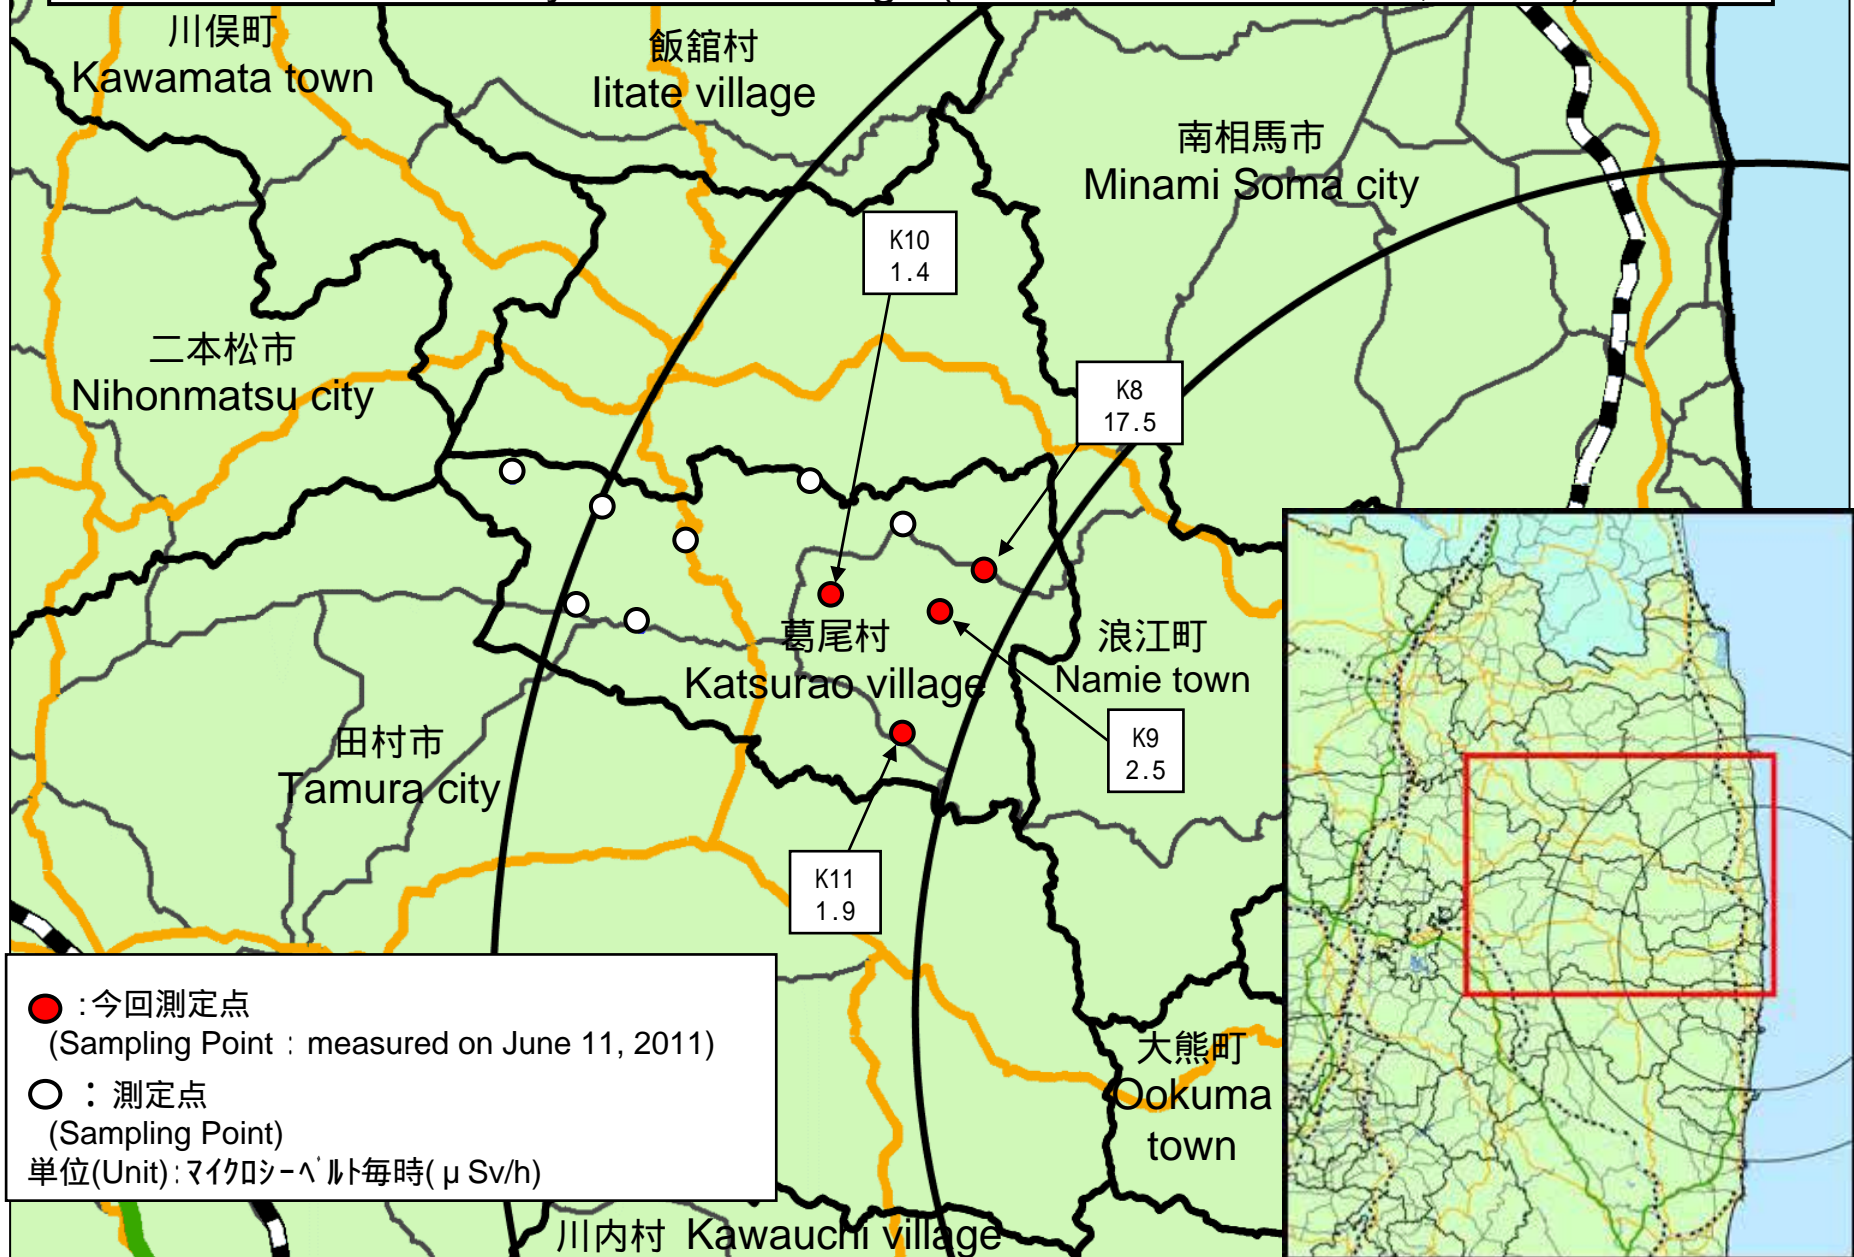 川俣町
Kawamata town
飯舘村
Iitate village
南相馬市
Minami Soma city
K10
1.4
二本松市
Nihonmatsu city
K8
17.5
葛尾村
Katsurao village
浪江町
Namie town
田村市
Tamura city
K9
2.5
K11
1.9
:今回測定点
(Sampling Point : measured on June 11, 2011)
大熊町
Ookuma
town
: 測定点
(Sampling Point)
単位(Unit):マイクロシーベルト毎時(μSv/h)
川内村 Kawauchi village